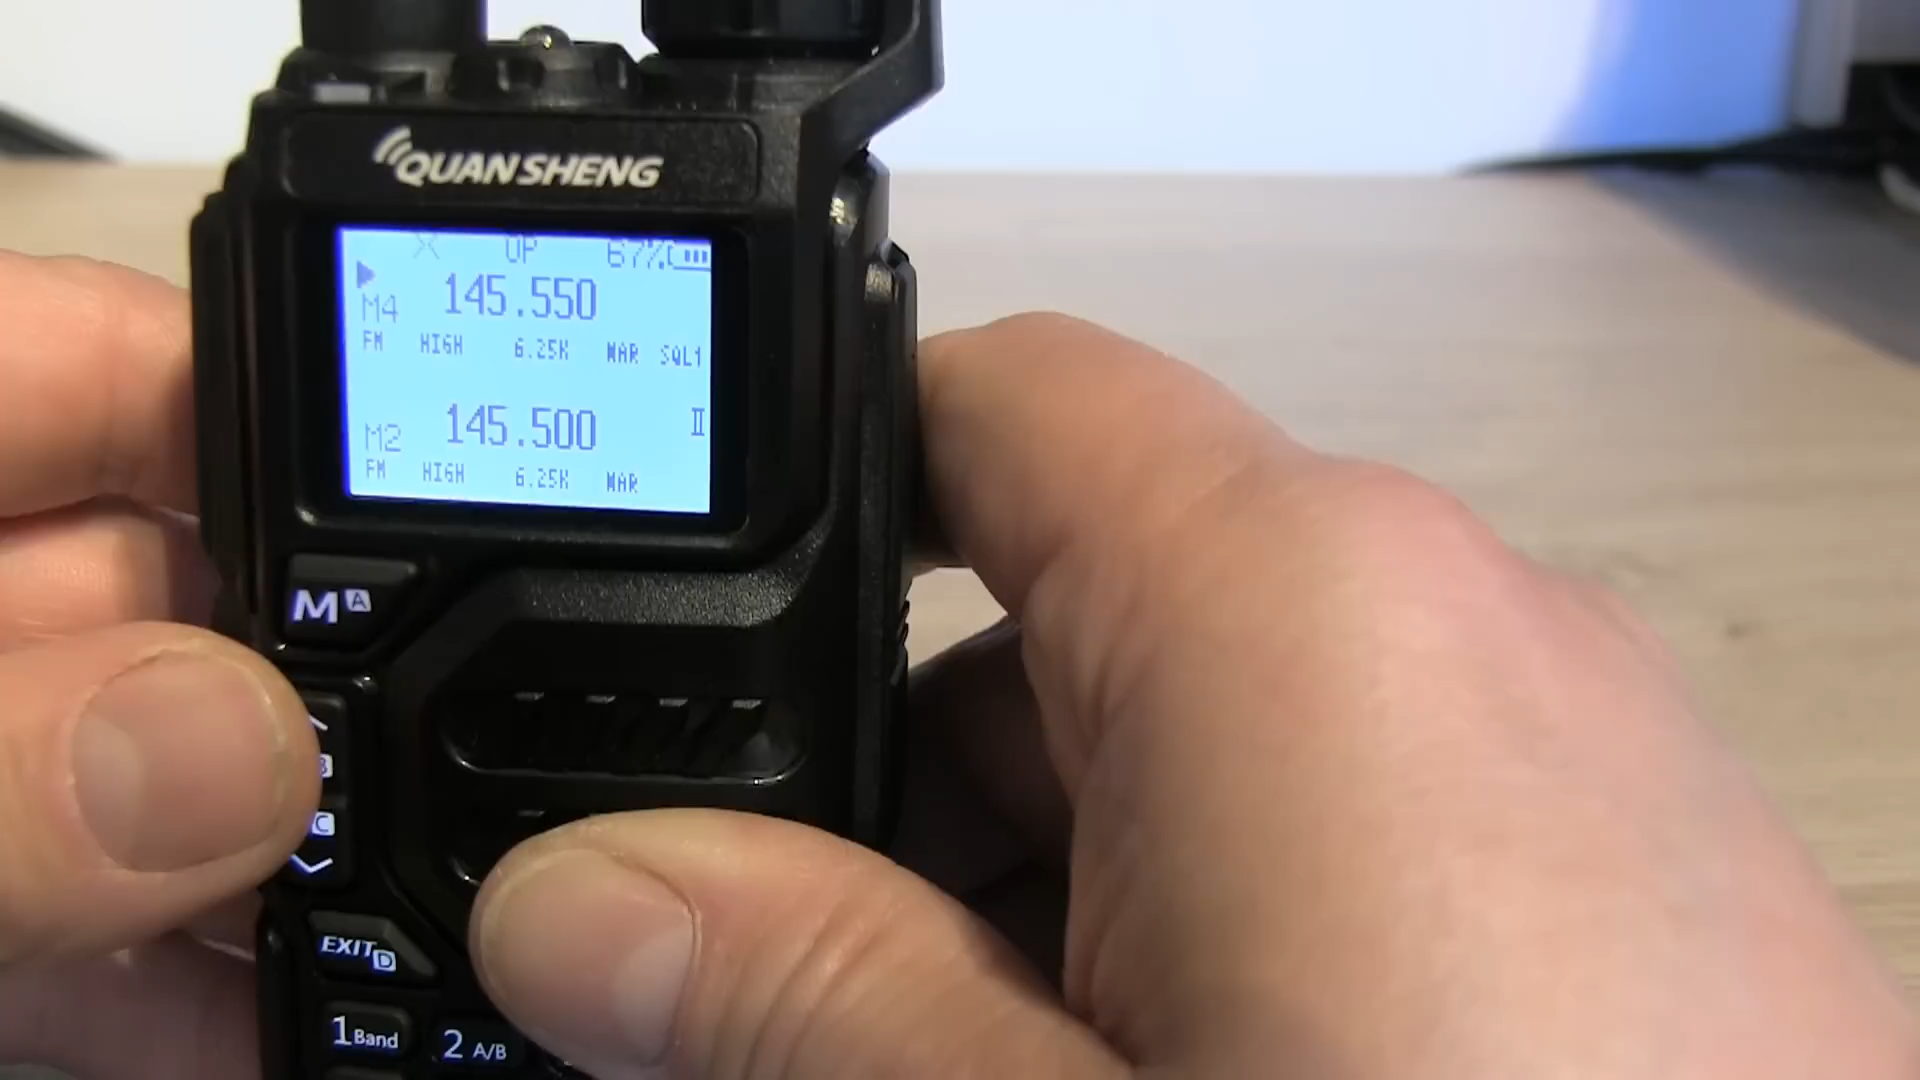 QUANSHENG
67%
M4 145.550
FM HIGH 6.25K NAR SQL1
M2 145.500 II
FM HIGH 6.25K NAR
M A
B
C
EXIT D
1 Band 2 A/B